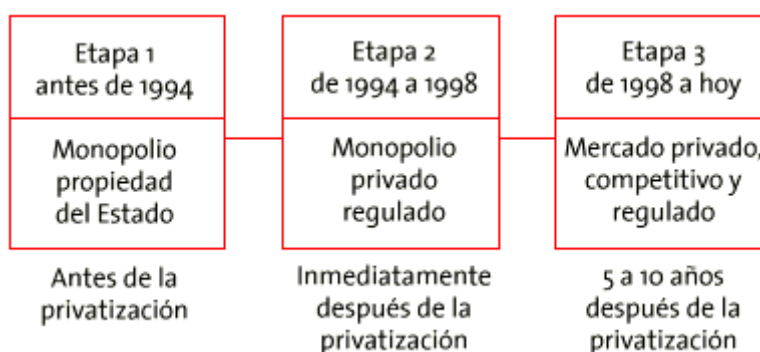 Etapa 1
antes de 1994
Monopolio
propiedad
del Estado
Antes de la
privatización
Etapa 2
de 1994 a 1998
Monopolio
privado
regulado
Inmediatamente
después de la
privatización
Etapa 3
de 1998 a hoy
Mercado privado,
competitivo y
regulado
5 a 10 años
después de la
privatización